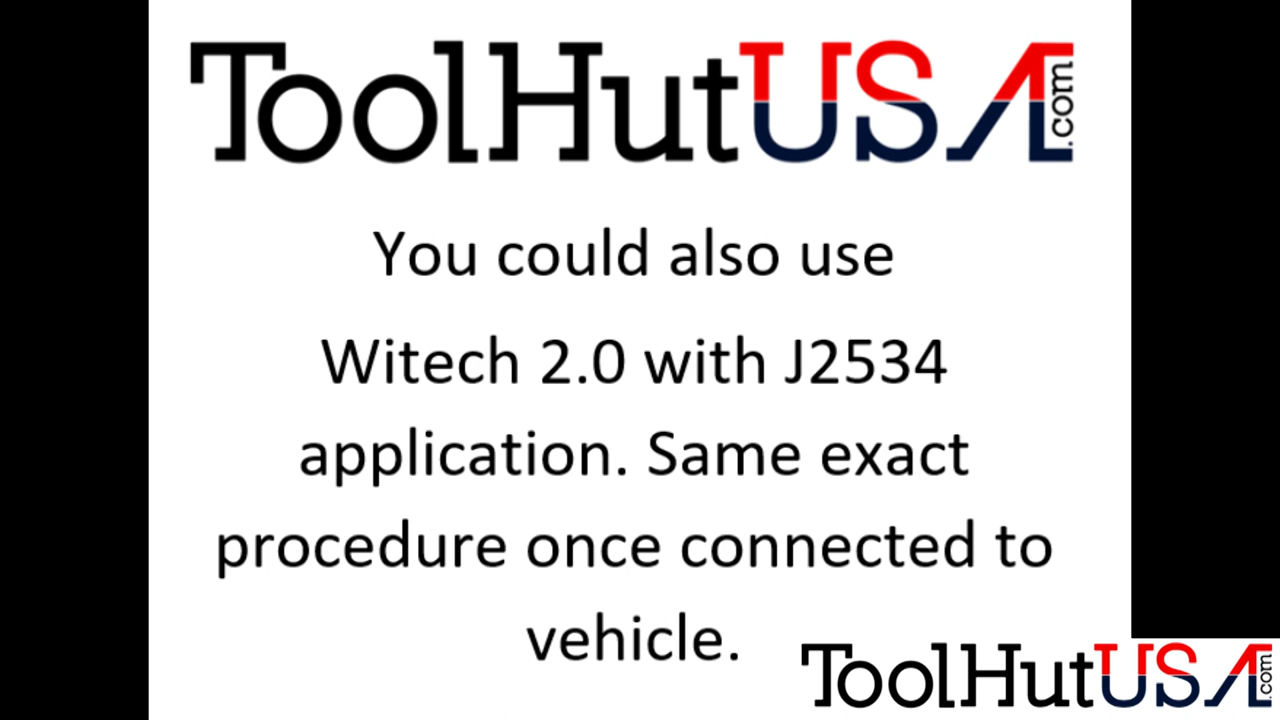 ToolHutUSA.com
You could also use
Witech 2.0 with J2534
application. Same exact
procedure once connected to
vehicle.
ToolHutUSA.com